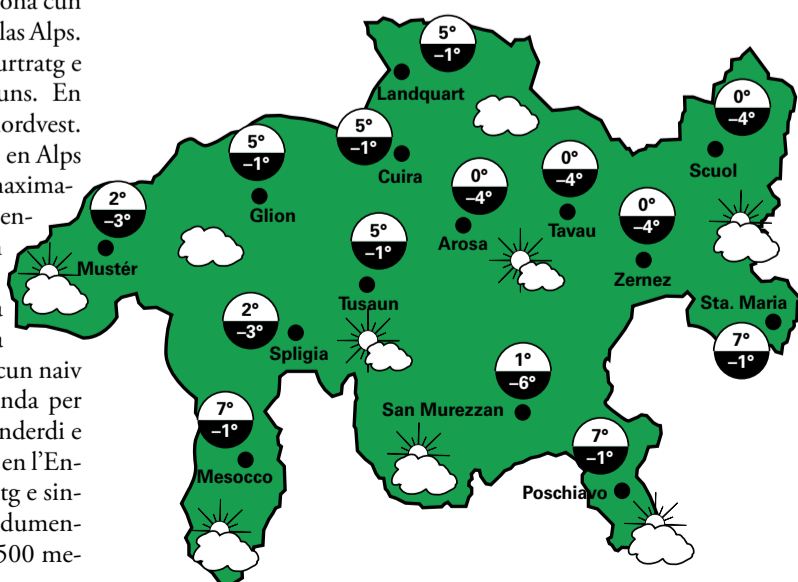 ona cun
las Alps.
urtratg e
uns. En
ordvest.
en Alps
naxima-
en-
cun naiv
nda per
nderdi e
en l’En-
tg e sin-
dumen-
500 me-
5°
–1°
Landquart
5°
–1°
Cuira
5°
–1°
Glion
2°
–3°
Mustér
0°
–4°
Arosa
0°
–4°
Tavau
0°
–4°
Scuol
0°
–4°
Zernez
5°
–1°
Tusaun
2°
–3°
Spligia
Sta. Maria
7°
–1°
1°
–6°
San Murezzan
7°
–1°
Mesocco
7°
–1°
Poschiavo